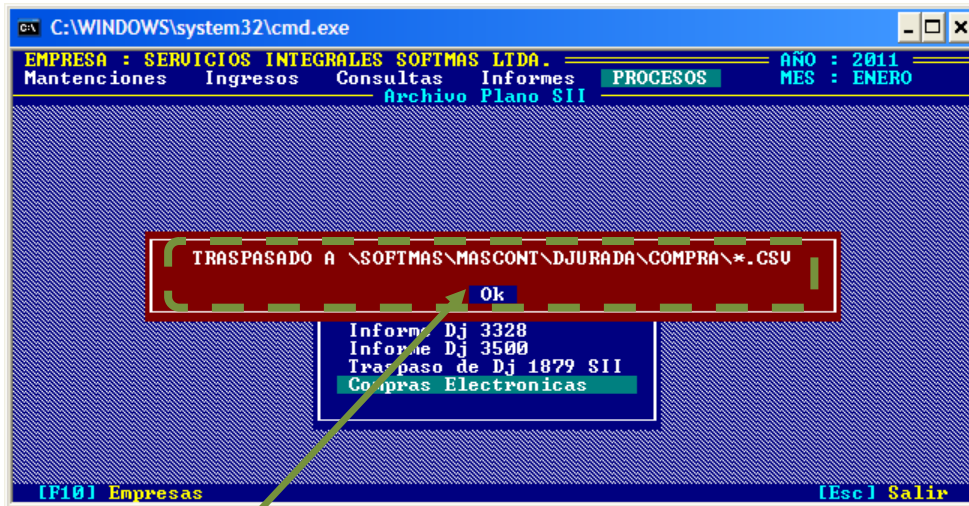 C:\WINDOWS\system32\cmd.exe
EMPRESA : SERVICIOS INTEGRALES SOFTMAS LTDA. AÑO : 2011
Mantenciones Ingresos Consultas Informes PROCESOS MES : ENERO
Archivo Plano SII
TRASPASADO A \SOFTMAS\MASCONT\DJURADA\COMPRA\*.CSV
Ok
Informe Dj 3328
Informe Dj 3500
Traspaso de Dj 1879 SII
Compras Electronicas
[F10] Empresas [Esc] Salir